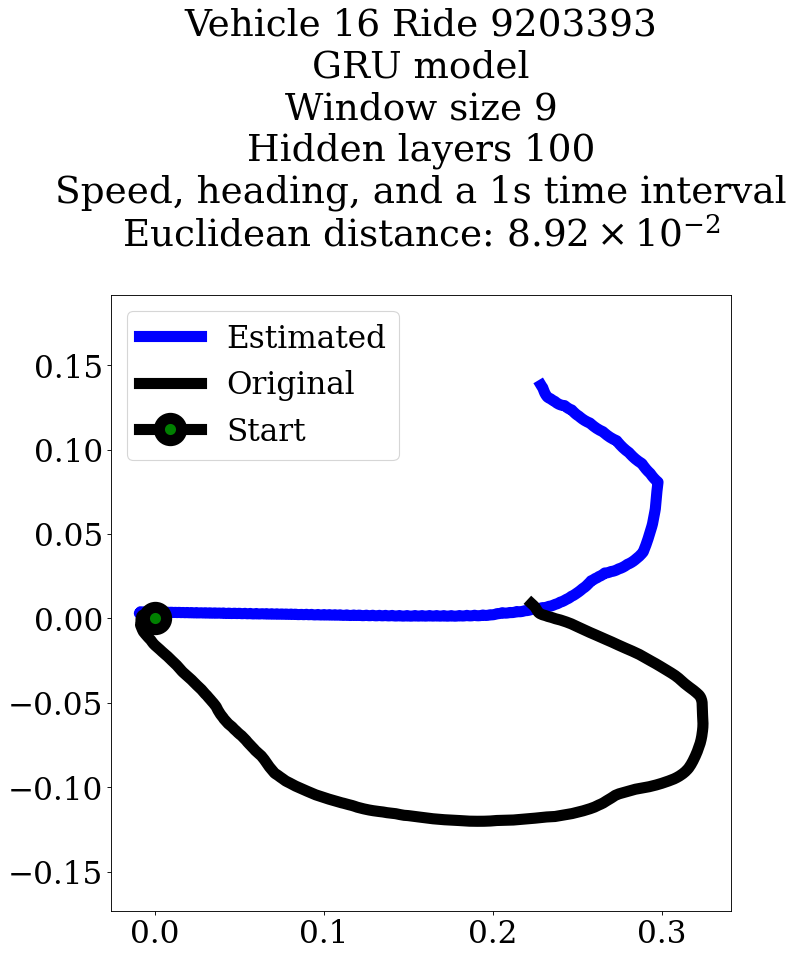 Vehicle 16 Ride 9203393
GRU model
Window size 9
Hidden layers 100
Speed, heading, and a 1s time interval
Euclidean distance: 8.92 × 10⁻²
Estimated
Original
Start
0.15
0.10
0.05
0.00
−0.05
−0.10
−0.15
0.0 0.1 0.2 0.3